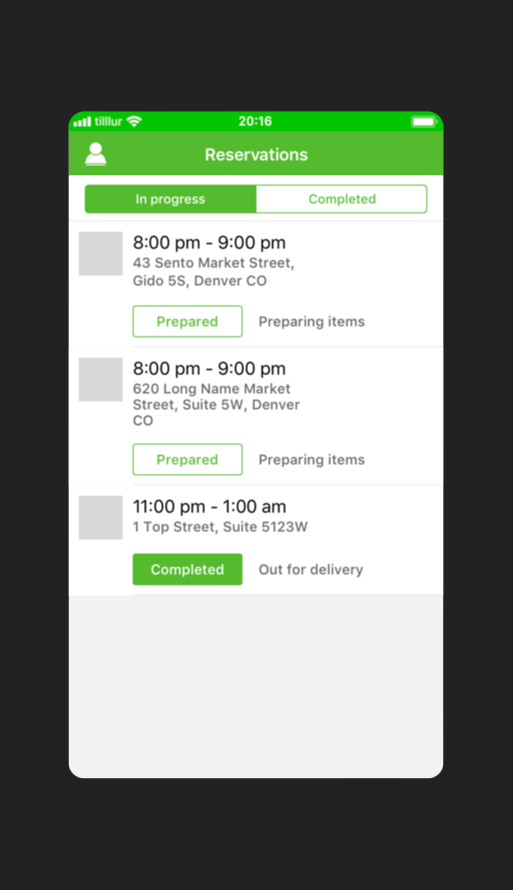 tilllur 20:16
Reservations
In progress Completed
8:00 pm - 9:00 pm
43 Sento Market Street,
Gido 5S, Denver CO
Prepared Preparing items
8:00 pm - 9:00 pm
620 Long Name Market
Street, Suite 5W, Denver
CO
Prepared Preparing items
11:00 pm - 1:00 am
1 Top Street, Suite 5123W
Completed Out for delivery